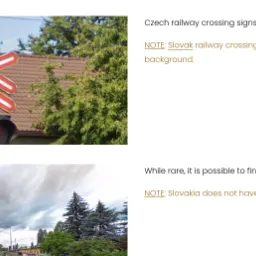 Czech railway crossing signs
NOTE: Slovak railway crossing
background.
While rare, it is possible to fin
NOTE: Slovakia does not have